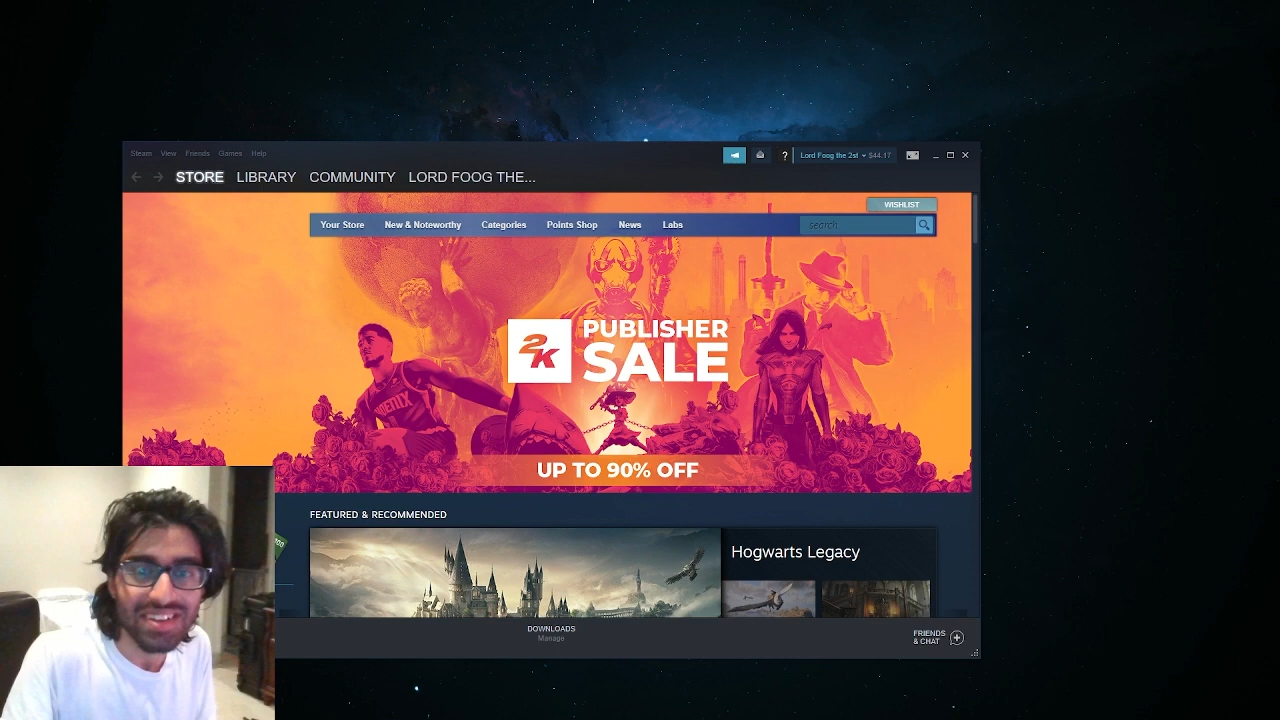 Steam View Friends Games Help
? Lord Foog the 2st $44.17
STORE LIBRARY COMMUNITY LORD FOOG THE...
WISHLIST
Your Store New & Noteworthy Categories Points Shop News Labs search
2K PUBLISHER
SALE
PHOENIX
UP TO 90% OFF
FEATURED & RECOMMENDED
Hogwarts Legacy
DOWNLOADS
Manage
FRIENDS
& CHAT